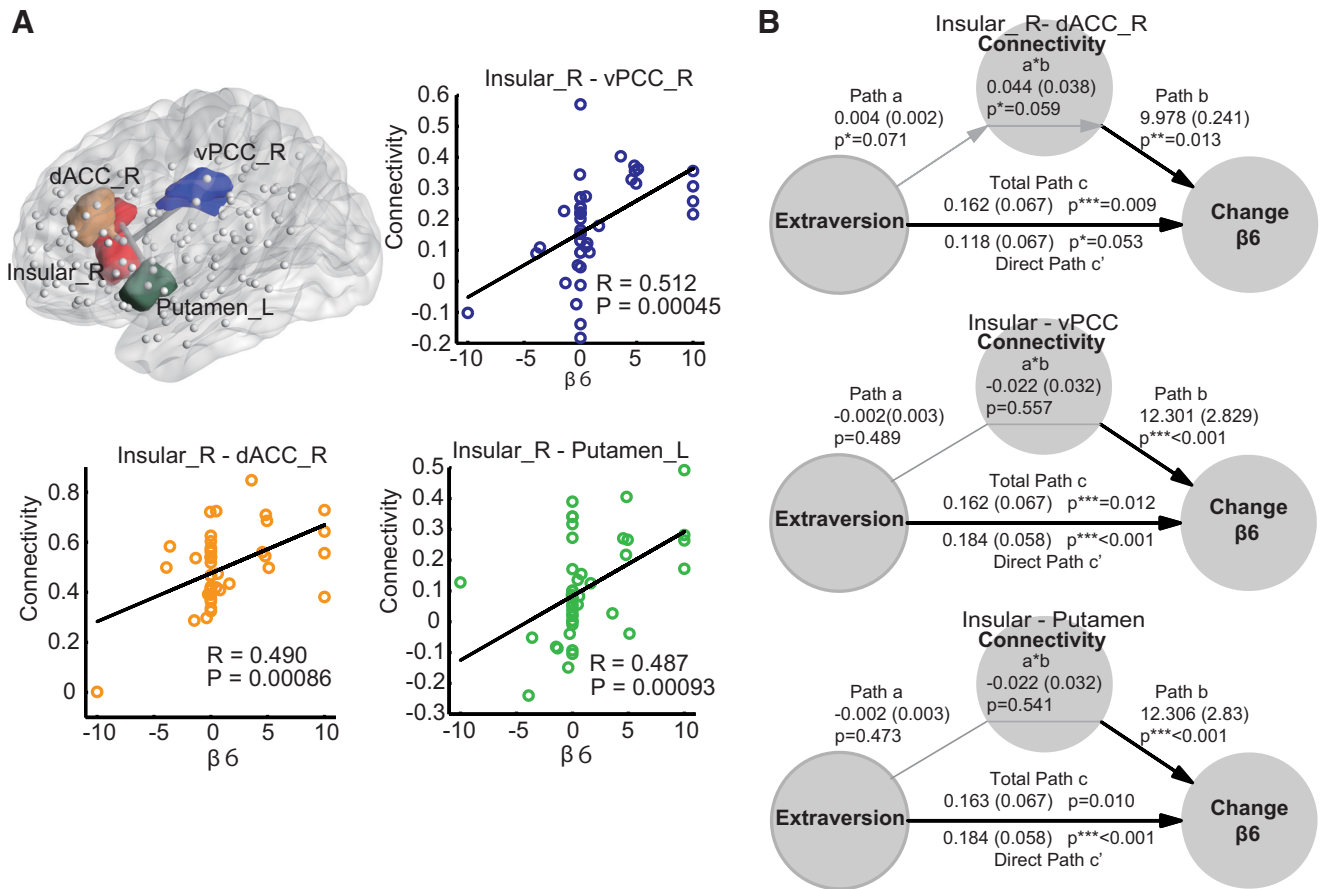 A
dACC_R
vPCC_R
Insular_R
Putamen_L
Insular_R - vPCC_R
Connectivity
0.6
0.5
0.4
0.3
0.2
0.1
0
-0.1
-0.2
R = 0.512
P = 0.00045
-10
-5
0
5
10
β6
Insular_R - dACC_R
Connectivity
0.8
0.6
0.4
0.2
0
R = 0.490
P = 0.00086
-10
-5
0
5
10
β6
Insular_R - Putamen_L
Connectivity
0.5
0.4
0.3
0.2
0.1
0
-0.1
-0.2
-0.3
R = 0.487
P = 0.00093
-10
-5
0
5
10
β6
B
Insular_ R- dACC_R
Connectivity
a*b
0.044 (0.038)
p*=0.059
Path a
0.004 (0.002)
p*=0.071
Path b
9.978 (0.241)
p**=0.013
Extraversion
Total Path c
0.162 (0.067) p***=0.009
0.118 (0.067) p*=0.053
Direct Path c'
Change
β6
Insular - vPCC
Connectivity
a*b
-0.022 (0.032)
p=0.557
Path a
-0.002(0.003)
p=0.489
Path b
12.301 (2.829)
p***<0.001
Extraversion
Total Path c
0.162 (0.067) p***=0.012
0.184 (0.058) p***<0.001
Direct Path c'
Change
β6
Insular - Putamen
Connectivity
a*b
-0.022 (0.032)
p=0.541
Path a
-0.002 (0.003)
p=0.473
Path b
12.306 (2.83)
p***<0.001
Extraversion
Total Path c
0.163 (0.067) p=0.010
0.184 (0.058) p***<0.001
Direct Path c'
Change
β6